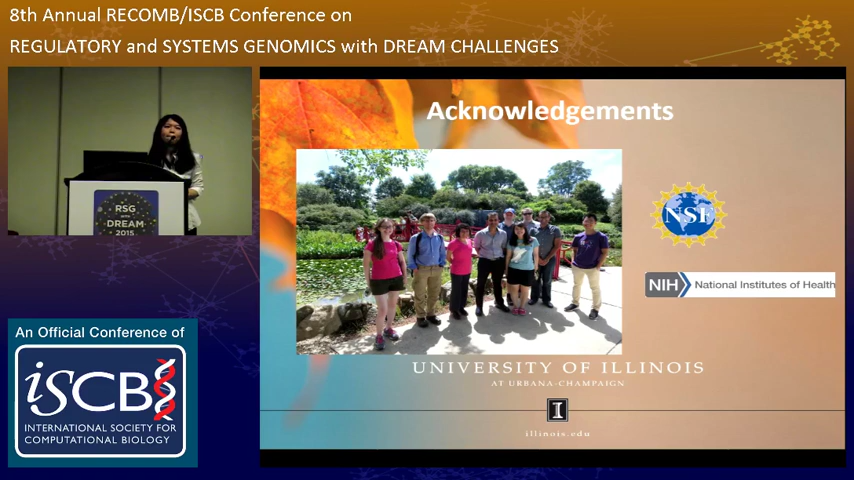 8th Annual RECOMB/ISCB Conference on
REGULATORY and SYSTEMS GENOMICS with DREAM CHALLENGES
RSG
with
DREAM
2015
An Official Conference of
iSCB
INTERNATIONAL SOCIETY FOR
COMPUTATIONAL BIOLOGY
Acknowledgements
NSF
NIH National Institutes of Health
UNIVERSITY OF ILLINOIS
AT URBANA-CHAMPAIGN
I
illinois.edu